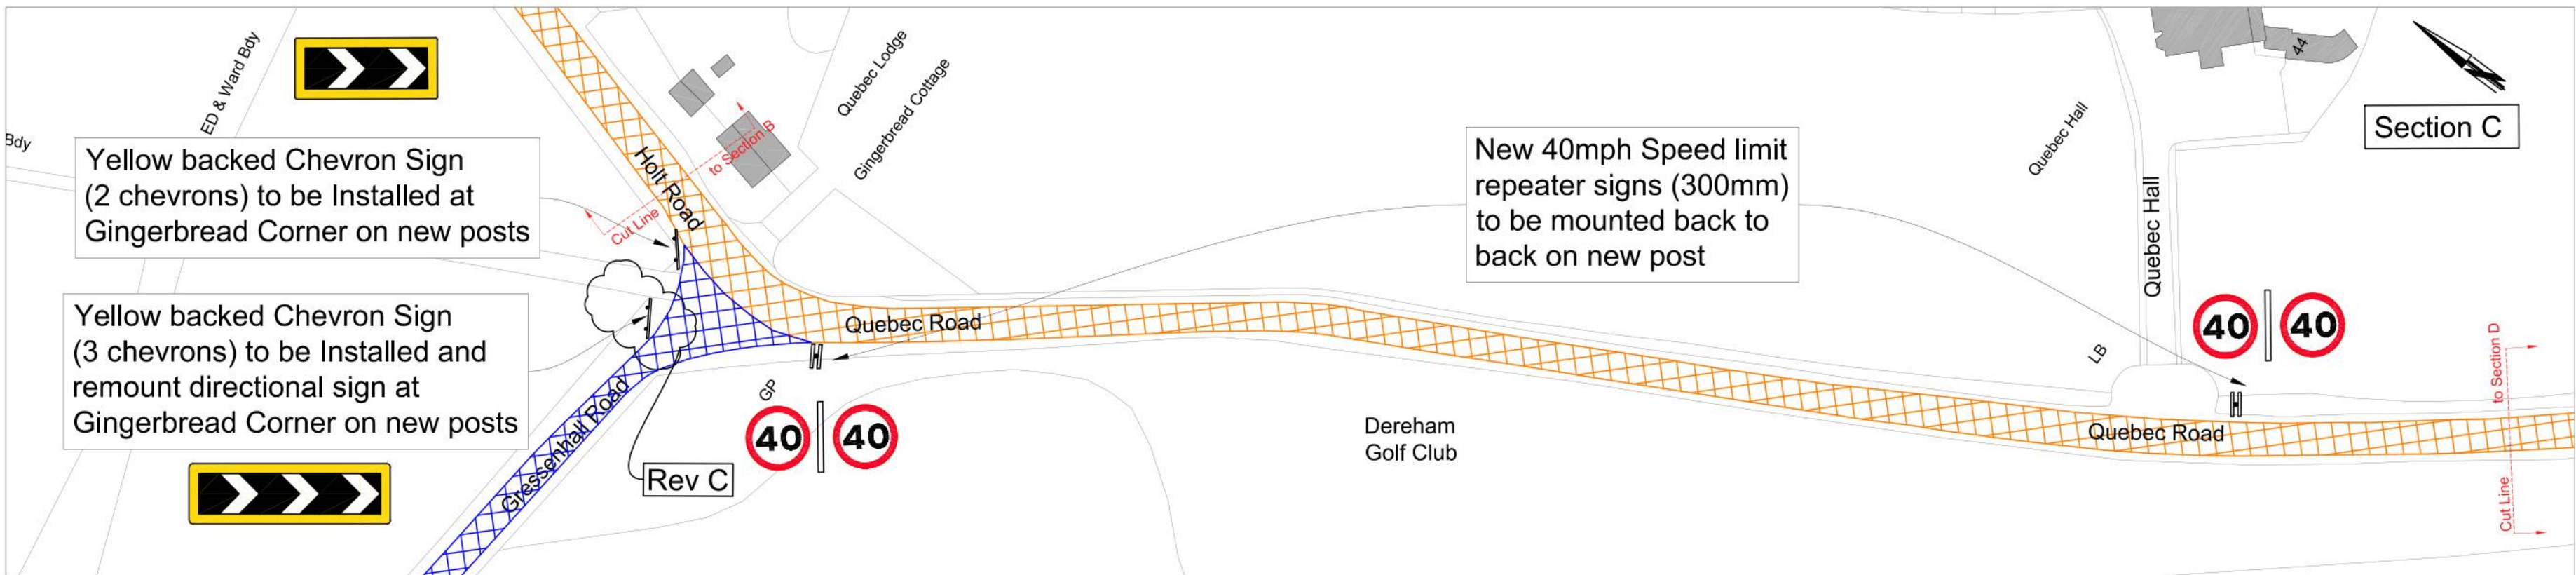 Bdy
ED & Ward Bdy
Yellow backed Chevron Sign
(2 chevrons) to be Installed at
Gingerbread Corner on new posts
Yellow backed Chevron Sign
(3 chevrons) to be Installed and
remount directional sign at
Gingerbread Corner on new posts
Holt Road
to Section B
Cut Line
Quebec Lodge
Gingerbread Cottage
Gressenhall Road
Rev C
Quebec Road
GP
40
40
New 40mph Speed limit
repeater signs (300mm)
to be mounted back to
back on new post
Dereham
Golf Club
Quebec Hall
Quebec Hall
44
Section C
LB
40
40
Quebec Road
to Section D
Cut Line